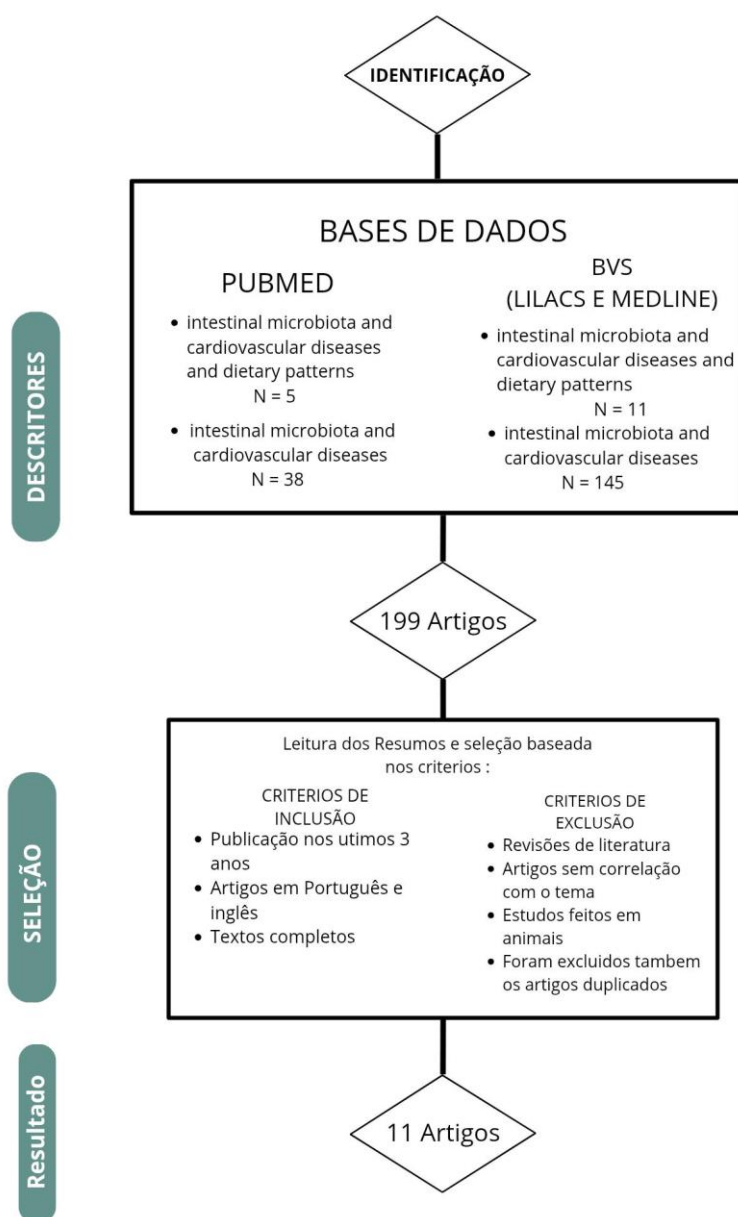 IDENTIFICAÇÃO
DESCRITORES
BASES DE DADOS
PUBMED
• intestinal microbiota and
cardiovascular diseases
and dietary patterns
N = 5
• intestinal microbiota and
cardiovascular diseases
N = 38
BVS
(LILACS E MEDLINE)
• intestinal microbiota and
cardiovascular diseases and
dietary patterns
N = 11
• intestinal microbiota and
cardiovascular diseases
N = 145
199 Artigos
SELEÇÃO
Leitura dos Resumos e seleção baseada
nos criterios :
CRITERIOS DE
INCLUSÃO
• Publicação nos utimos 3
anos
• Artigos em Português e
inglês
• Textos completos
CRITERIOS DE
EXCLUSÃO
• Revisões de literatura
• Artigos sem correlação
com o tema
• Estudos feitos em
animais
• Foram excluidos tambem
os artigos duplicados
Resultado
11 Artigos